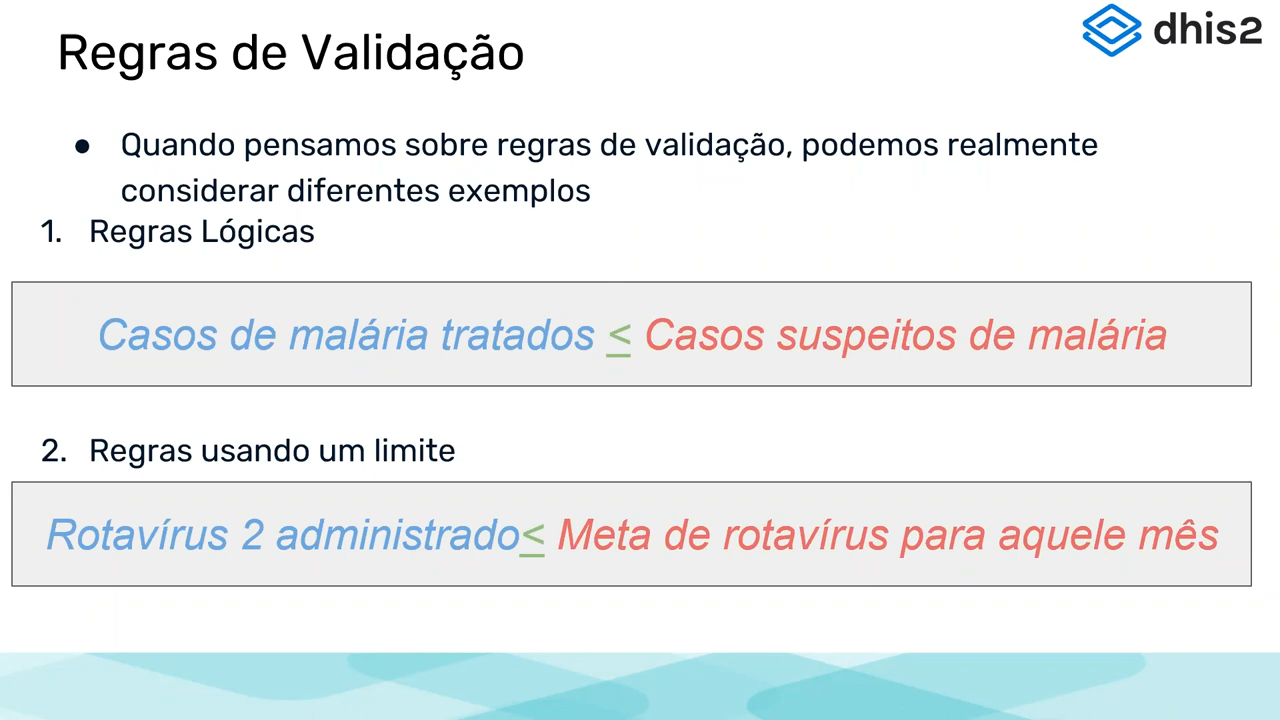 Regras de Validação
dhis2
● Quando pensamos sobre regras de validação, podemos realmente
considerar diferentes exemplos
1. Regras Lógicas
Casos de malária tratados ≤ Casos suspeitos de malária
2. Regras usando um limite
Rotavírus 2 administrado≤ Meta de rotavírus para aquele mês